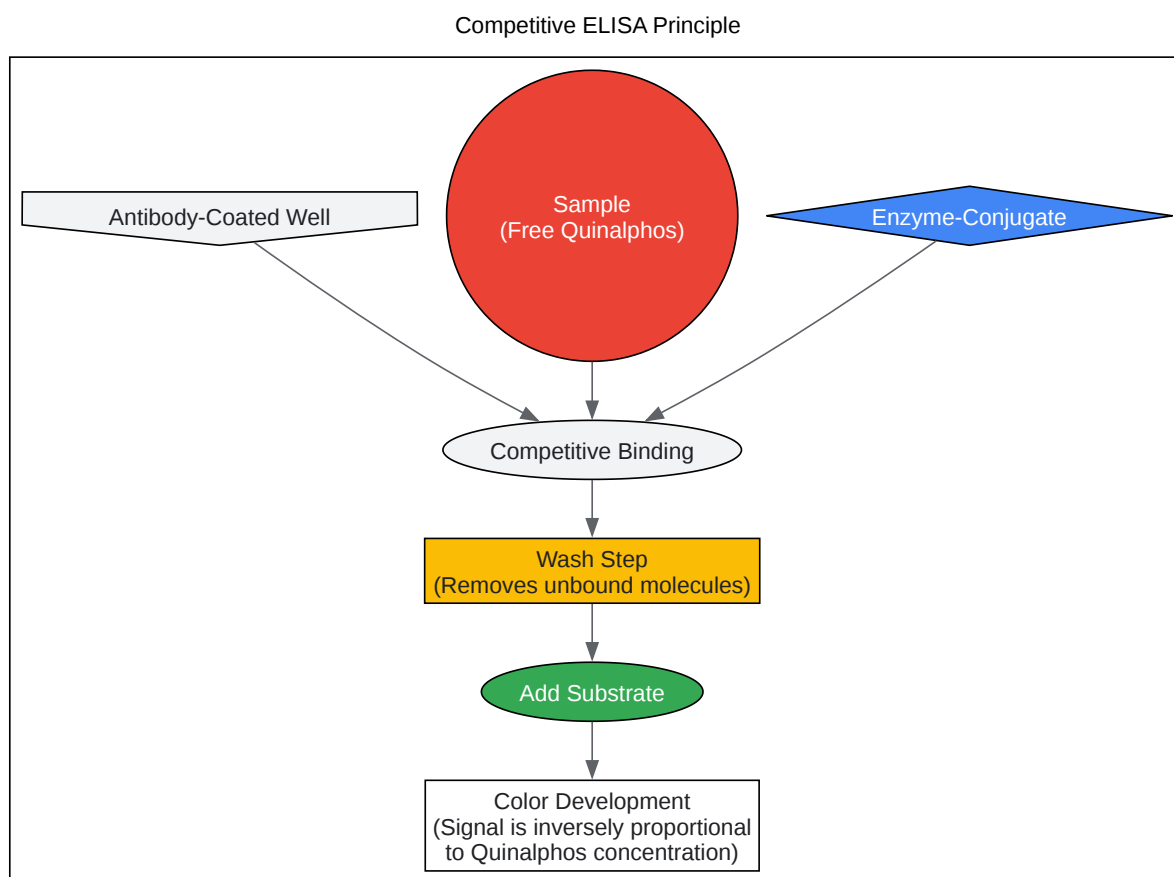 Competitive ELISA Principle
Antibody-Coated Well
Sample
(Free Quinalphos)
Enzyme-Conjugate
Competitive Binding
Wash Step
(Removes unbound molecules)
Add Substrate
Color Development
(Signal is inversely proportional
to Quinalphos concentration)